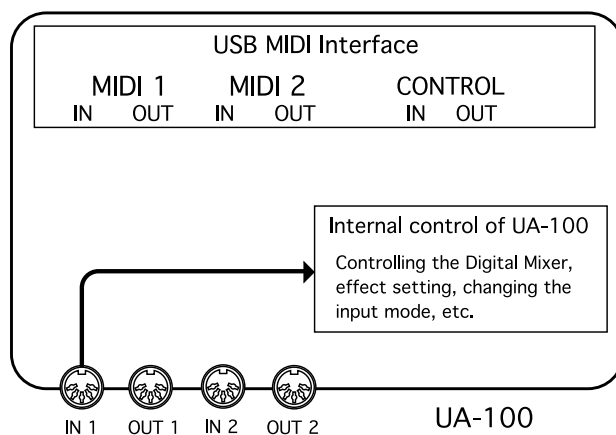 USB MIDI Interface
MIDI 1 MIDI 2 CONTROL
IN OUT IN OUT IN OUT
Internal control of UA-100
Controlling the Digital Mixer,
effect setting, changing the
input mode, etc.
IN 1 OUT 1 IN 2 OUT 2
UA-100